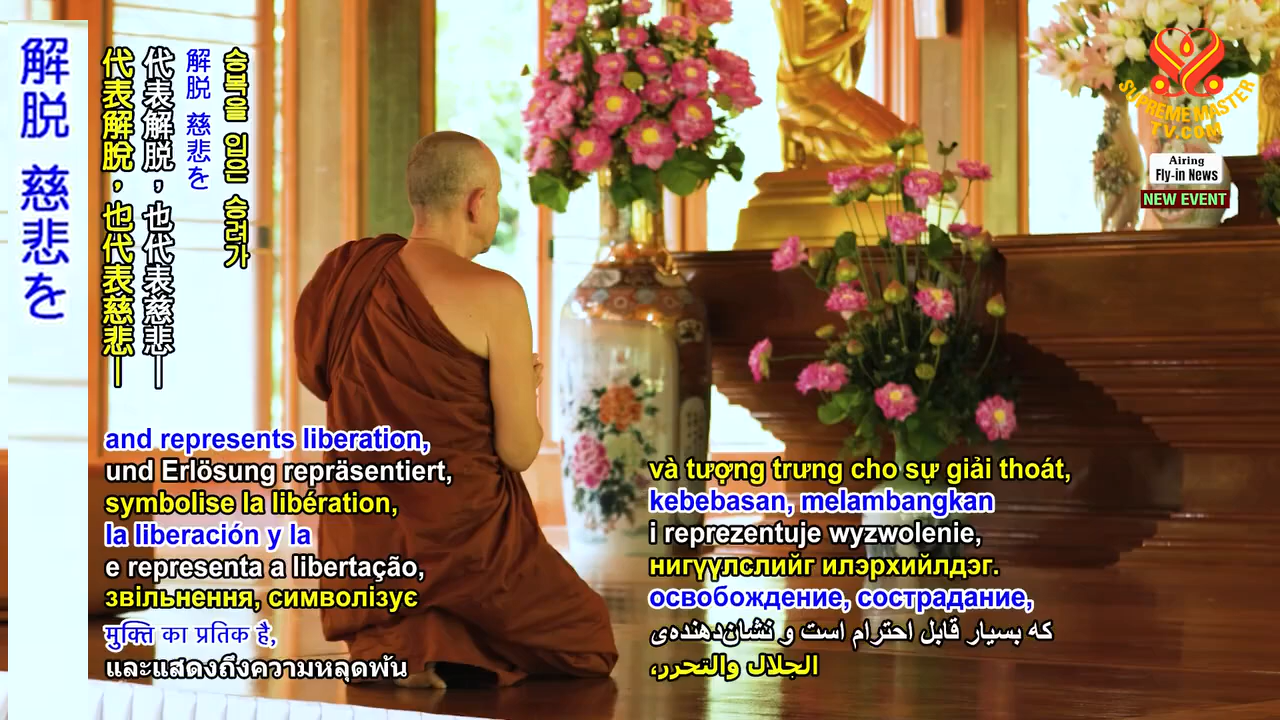 解脱 慈悲を
代表解脫，也代表慈悲—
代表解脱，也代表慈悲—
解脱 慈悲を
승복을 입은 승려가
SUPREME MASTER
TV.COM
Airing
Fly-in News
NEW EVENT
and represents liberation,
und Erlösung repräsentiert,
symbolise la libération,
la liberación y la
e representa a libertação,
звільнення, символізує
मुक्ति का प्रतिक है,
และแสดงถึงความหลุดพ้น
và tượng trưng cho sự giải thoát,
kebebasan, melambangkan
i reprezentuje wyzwolenie,
нигүүлслийг илэрхийлдэг.
освобождение, сострадание,
که بسیار قابل احترام است و نشان‌دهنده‌ی
الجلال والتحرر،